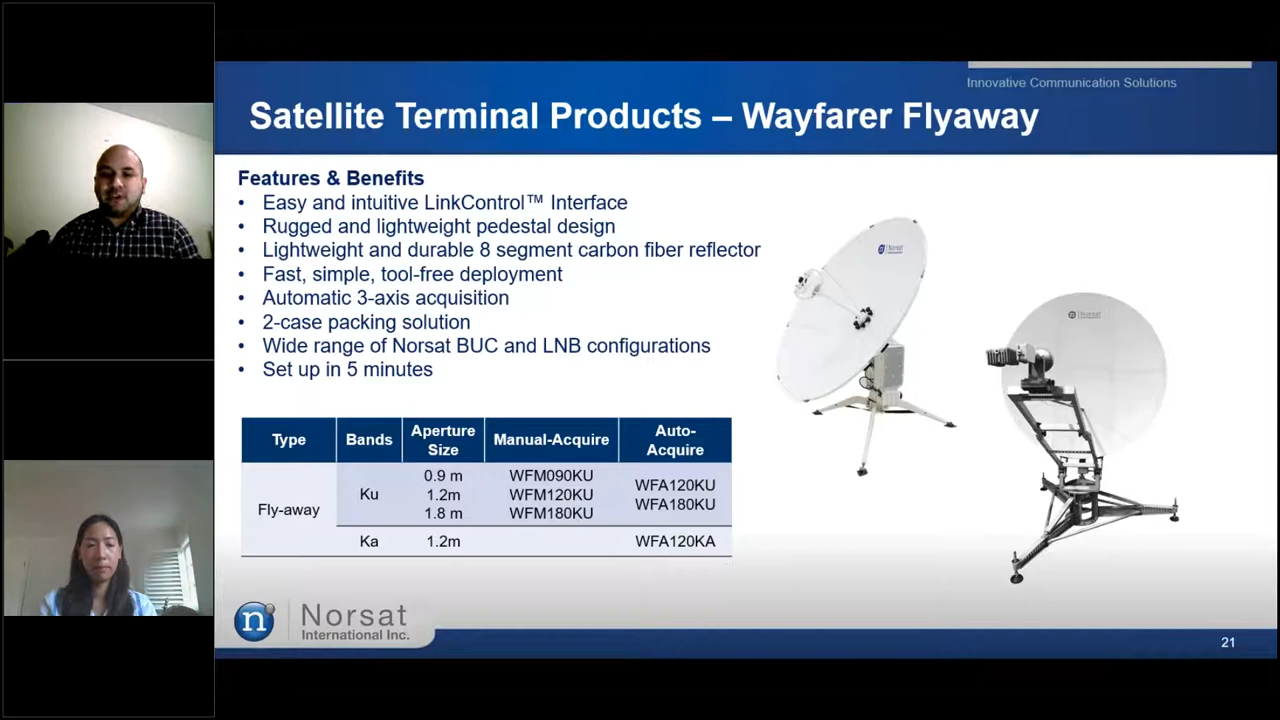 Innovative Communication Solutions
Satellite Terminal Products – Wayfarer Flyaway
Features & Benefits
• Easy and intuitive LinkControl™ Interface
• Rugged and lightweight pedestal design
• Lightweight and durable 8 segment carbon fiber reflector
• Fast, simple, tool-free deployment
• Automatic 3-axis acquisition
• 2-case packing solution
• Wide range of Norsat BUC and LNB configurations
• Set up in 5 minutes
Type Bands Aperture Size Manual-Acquire Auto-Acquire
Fly-away Ku 0.9 m WFM090KU
1.2m WFM120KU WFA120KU
1.8 m WFM180KU WFA180KU
Ka 1.2m WFA120KA
n Norsat
n Norsat
n Norsat
International Inc.
21